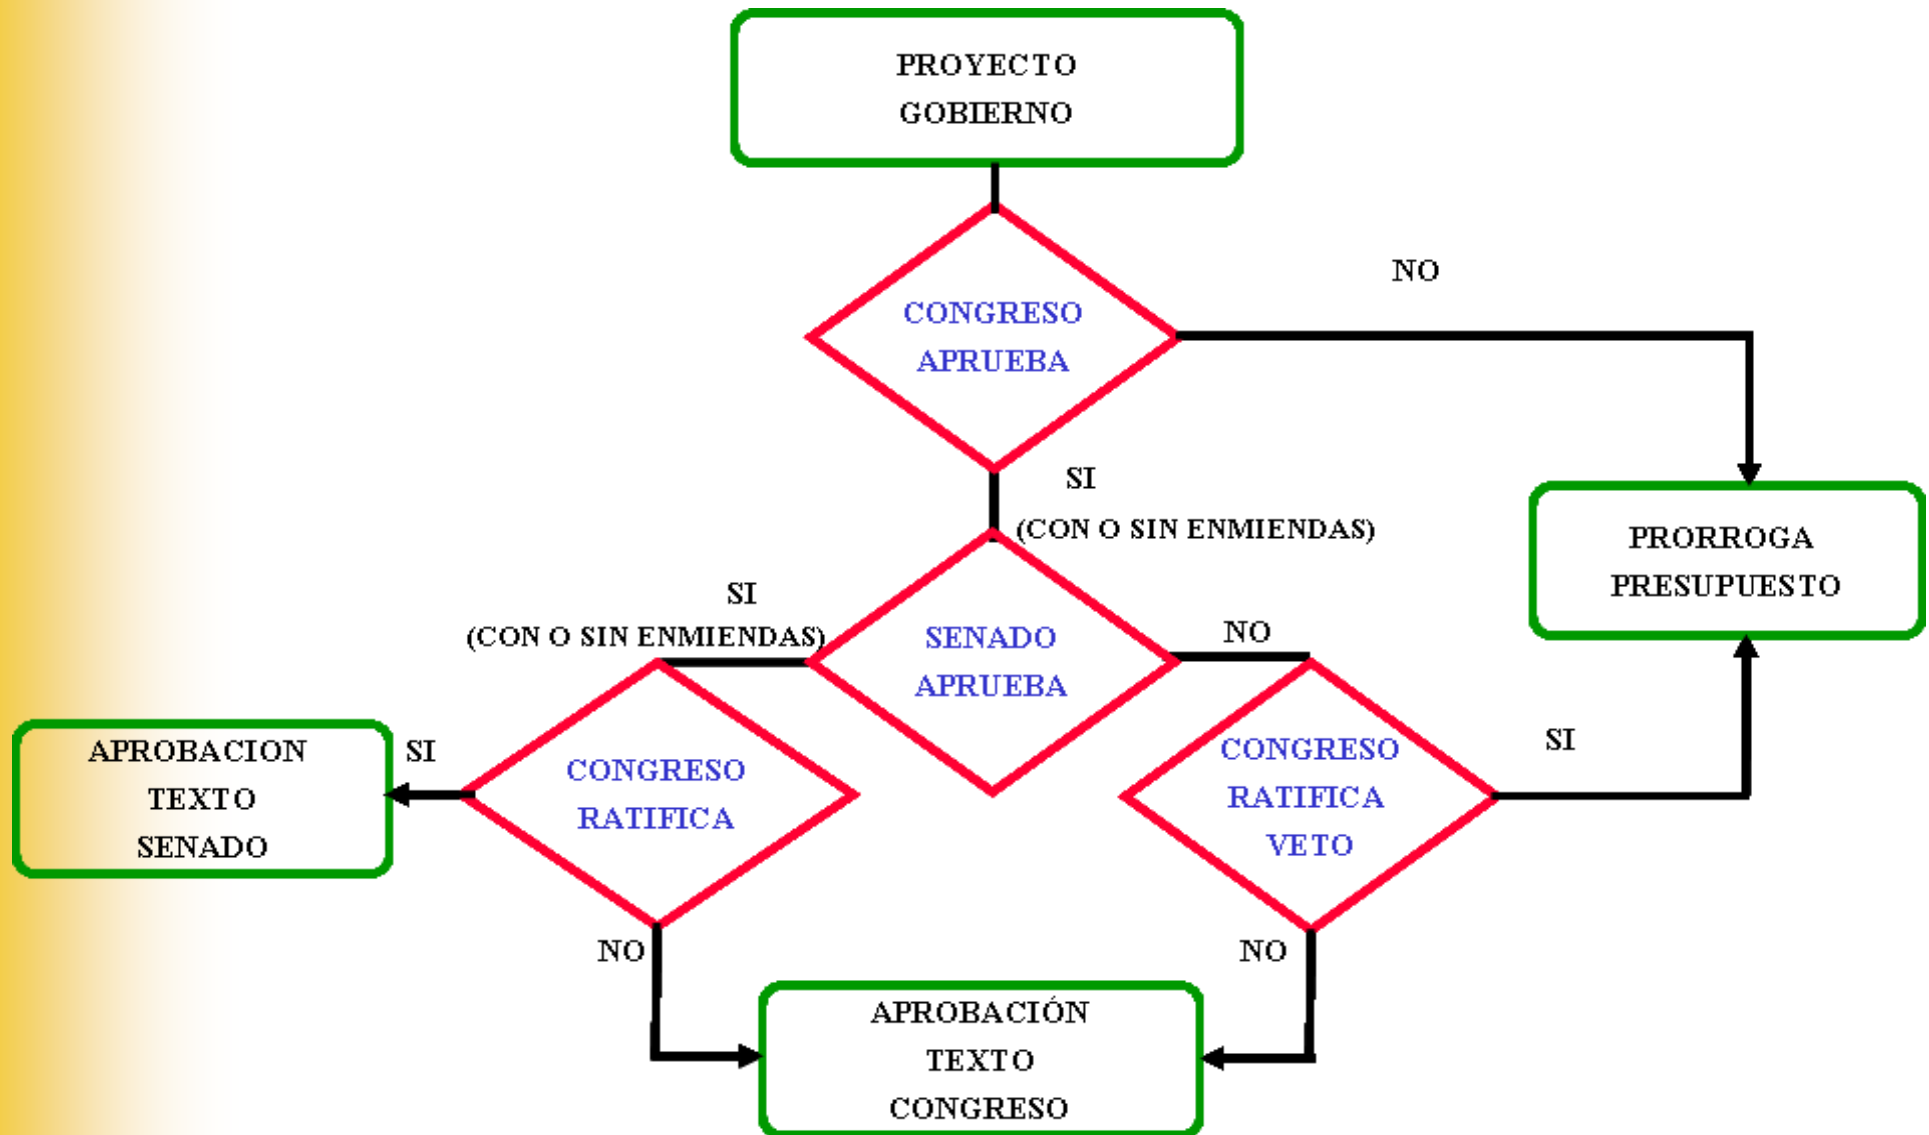 PROYECTO
GOBIERNO
CONGRESO
APRUEBA
NO
SI
(CON O SIN ENMIENDAS)
PRORROGA
PRESUPUESTO
SI
(CON O SIN ENMIENDAS)
SENADO
APRUEBA
NO
APROBACION
TEXTO
SENADO
SI
CONGRESO
RATIFICA
CONGRESO
RATIFICA
VETO
SI
NO
NO
APROBACIÓN
TEXTO
CONGRESO